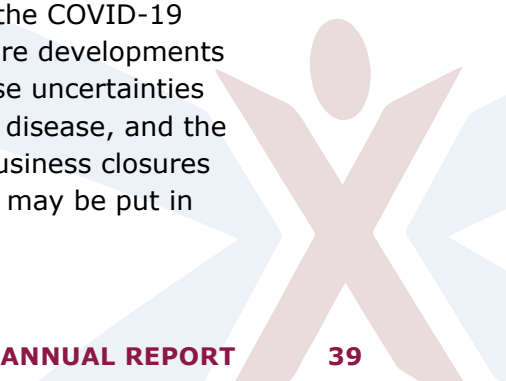 the COVID-19
re developments
se uncertainties
disease, and the
usiness closures
may be put in
ANNUAL REPORT 39